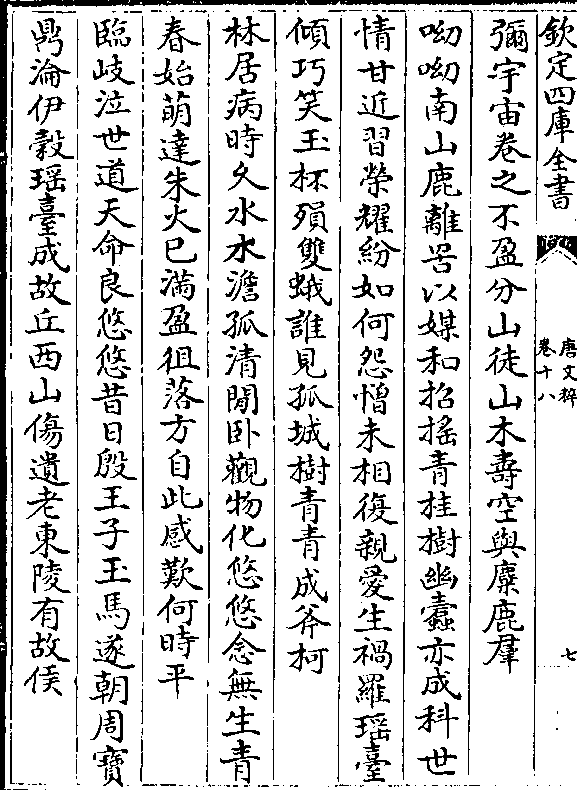 欽定四庫全書
唐文粹
卷十八
七
彌宇宙卷之不盈分山徒山木壽空與麋鹿羣
呦呦南山鹿離罟以媒和招摇青桂樹幽蠧亦成科世
情甘近習榮耀紛如何怨憎未相復親愛生禍羅瑶臺
傾巧笑玉杯殞雙蛾誰見孤城樹青青成斧柯
林居病時久水木澹孤清閒卧觀物化悠悠念無生青
春始萌達朱火已滿盈徂落方自此感歎何時平
臨岐泣世道天命良悠悠昔日殷王子玉馬遂朝周寶
鼎淪伊穀瑶臺成故丘西山傷遺老東陵有故侯